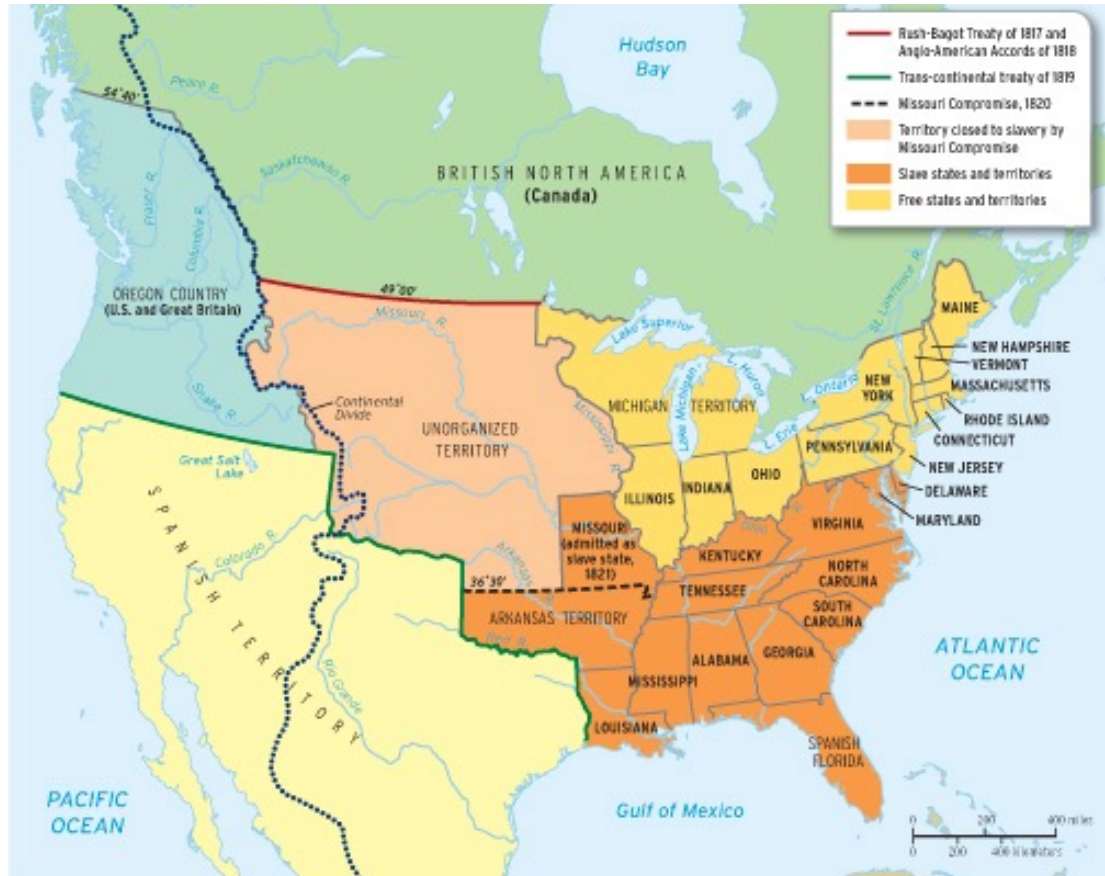 Rush-Bagot Treaty of 1817 and
Anglo-American Accords of 1818
Trans-continental treaty of 1819
Missouri Compromise, 1820
Territory closed to slavery by
Missouri Compromise
Slave states and territories
Free states and territories
Hudson
Bay
Peace R.
54°40'
Saskatchewan R.
BRITISH NORTH AMERICA
(Canada)
Fraser R.
Columbia R.
OREGON COUNTRY
(U.S. and Great Britain)
49°00'
Missouri R.
Snake R.
Continental
Divide
UNORGANIZED
TERRITORY
Mississippi R.
Lake Superior
MICHIGAN TERRITORY
Lake Michigan
L. Huron
L. Ontario
L. Erie
St. Lawrence R.
MAINE
NEW HAMPSHIRE
VERMONT
MASSACHUSETTS
NEW
YORK
RHODE ISLAND
CONNECTICUT
PENNSYLVANIA
NEW JERSEY
DELAWARE
MARYLAND
ILLINOIS
INDIANA
OHIO
Ohio R.
VIRGINIA
Great Salt
Lake
SPANISH TERRITORY
Colorado R.
Rio Grande
MISSOURI
(admitted as
slave state,
1821)
KENTUCKY
36°30'
Arkansas R.
ARKANSAS TERRITORY
Red R.
TENNESSEE
NORTH
CAROLINA
SOUTH
CAROLINA
MISSISSIPPI
ALABAMA
GEORGIA
LOUISIANA
SPANISH
FLORIDA
ATLANTIC
OCEAN
PACIFIC
OCEAN
Gulf of Mexico
0 200 400 miles
0 200 400 kilometers